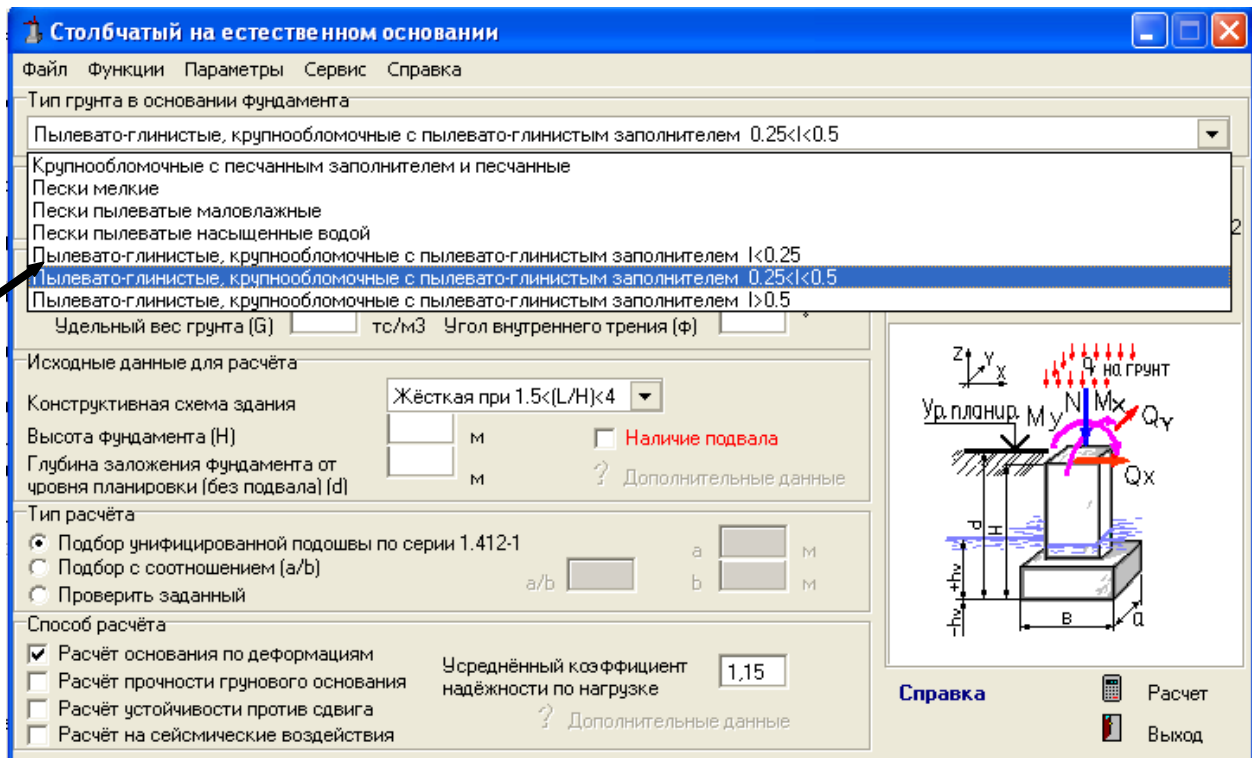 Столбчатый на естественном основании
Файл Функции Параметры Сервис Справка
Тип грунта в основании фундамента
Пылевато-глинистые, крупнообломочные с пылевато-глинистым заполнителем 0.25<I<0.5
Крупнообломочные с песчанным заполнителем и песчанные
Пески мелкие
Пески пылеватые маловлажные
Пески пылеватые насыщенные водой
2
Пылевато-глинистые, крупнообломочные с пылевато-глинистым заполнителем I<0.25
Пылевато-глинистые, крупнообломочные с пылевато-глинистым заполнителем 0.25<I<0.5
Пылевато-глинистые, крупнообломочные с пылевато-глинистым заполнителем I>0.5
Удельный вес грунта (G) тс/м3 Угол внутреннего трения (ф) °
Исходные данные для расчёта
Конструктивная схема здания Жёсткая при 1.5<(L/H)<4
Высота фундамента (H) м Наличие подвала
Глубина заложения фундамента от
уровня планировки (без подвала) (d) м ? Дополнительные данные
Тип расчёта
Подбор унифицированной подошвы по серии 1.412-1
a м
Подбор с соотношением (a/b)
a/b b м
Проверить заданный
Способ расчёта
Расчёт основания по деформациям
Расчёт прочности грунового основания
Расчёт устойчивости против сдвига
Расчёт на сейсмические воздействия
Усреднённый коэффициент
надёжности по нагрузке 1,15
? Дополнительные данные
Z Y X
q на грунт
Ур. планир. My N Mx Qy
Qx
d H
+hv
-hv
B a
Справка Расчет
Выход